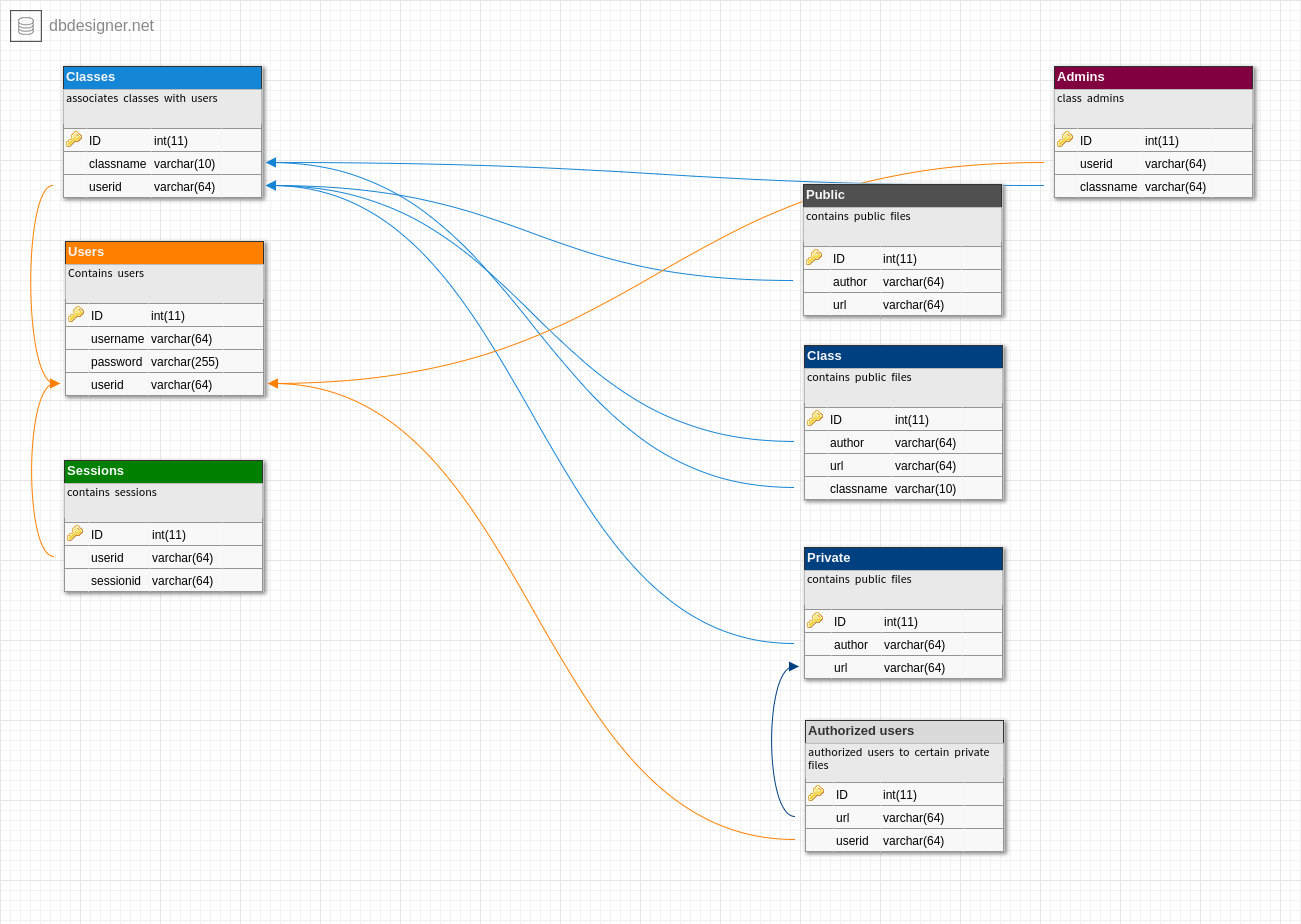 dbdesigner.net
Classes
associates classes with users
ID int(11)
classname varchar(10)
userid varchar(64)
Users
Contains users
ID int(11)
username varchar(64)
password varchar(255)
userid varchar(64)
Sessions
contains sessions
ID int(11)
userid varchar(64)
sessionid varchar(64)
Public
contains public files
ID int(11)
author varchar(64)
url varchar(64)
Class
contains public files
ID int(11)
author varchar(64)
url varchar(64)
classname varchar(10)
Private
contains public files
ID int(11)
author varchar(64)
url varchar(64)
Authorized users
authorized users to certain private
files
ID int(11)
url varchar(64)
userid varchar(64)
Admins
class admins
ID int(11)
userid varchar(64)
classname varchar(64)